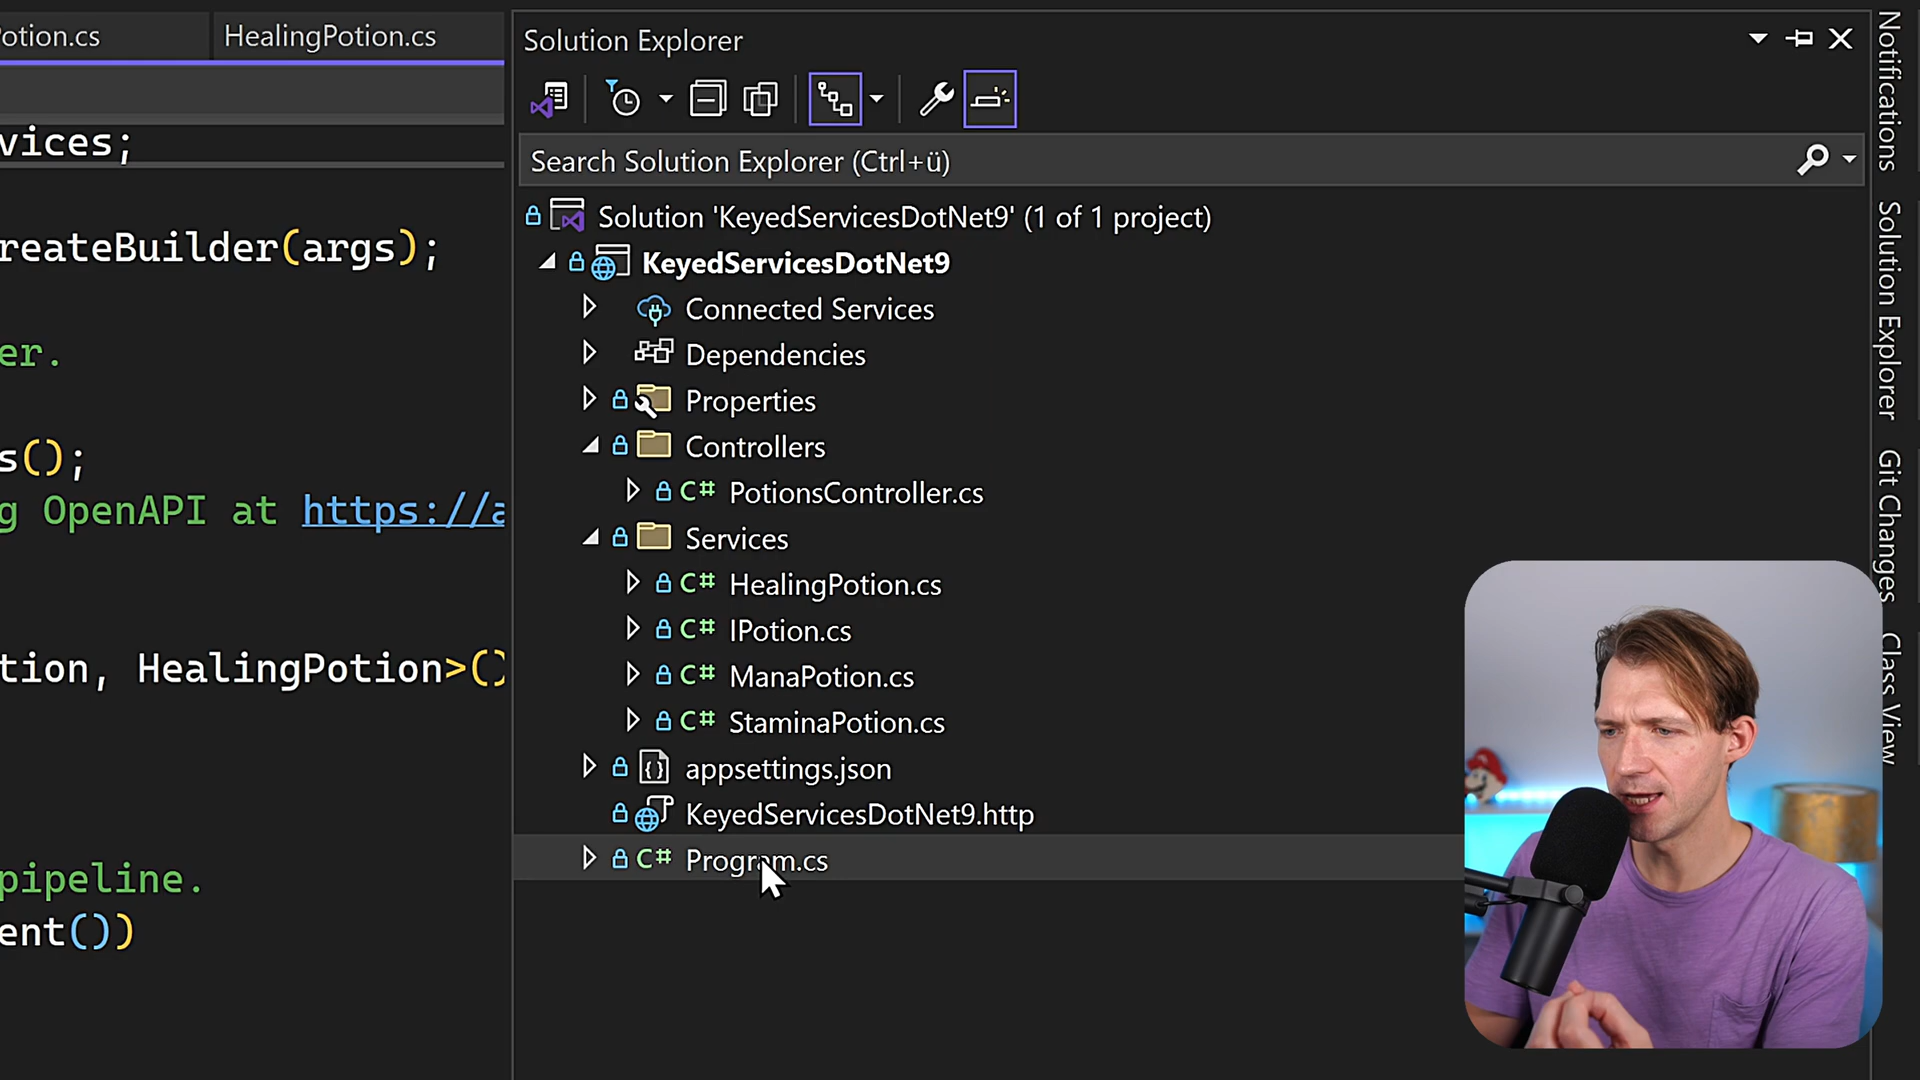 otion.cs
HealingPotion.cs
vices;
reateBuilder(args);
er.
s();
g OpenAPI at https://a
tion, HealingPotion>()
pipeline.
ent())
Solution Explorer
Search Solution Explorer (Ctrl+ü)
Solution 'KeyedServicesDotNet9' (1 of 1 project)
KeyedServicesDotNet9
Connected Services
Dependencies
Properties
Controllers
C# PotionsController.cs
Services
C# HealingPotion.cs
C# IPotion.cs
C# ManaPotion.cs
C# StaminaPotion.cs
appsettings.json
KeyedServicesDotNet9.http
C# Program.cs
Notifications
Solution Explorer
Git Changes
Class View